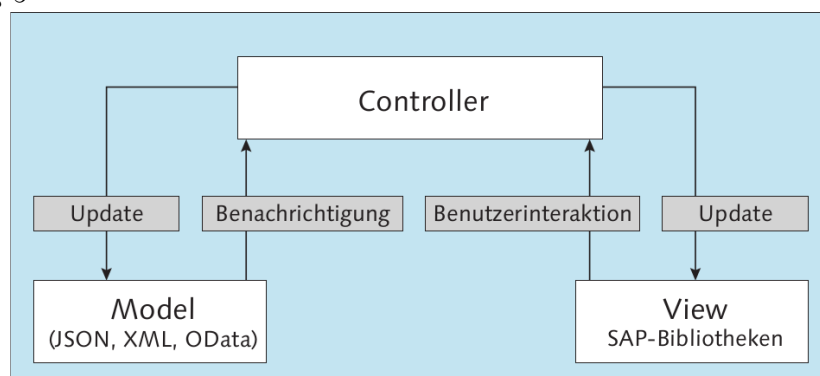 Controller
Update
Benachrichtigung
Benutzerinteraktion
Update
Model
(JSON, XML, OData)
View
SAP-Bibliotheken